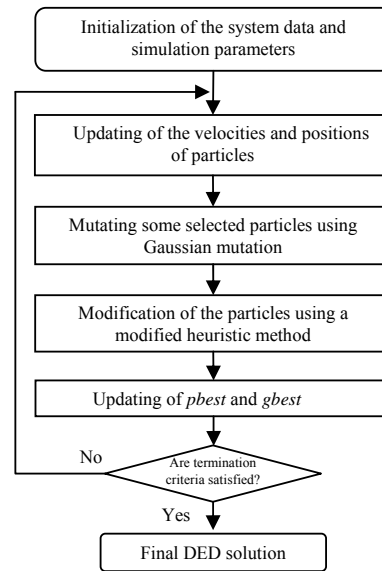 Initialization of the system data and
simulation parameters
Updating of the velocities and positions
of particles
Mutating some selected particles using
Gaussian mutation
Modification of the particles using a
modified heuristic method
Updating of pbest and gbest
No
Are termination
criteria satisfied?
Yes
Final DED solution